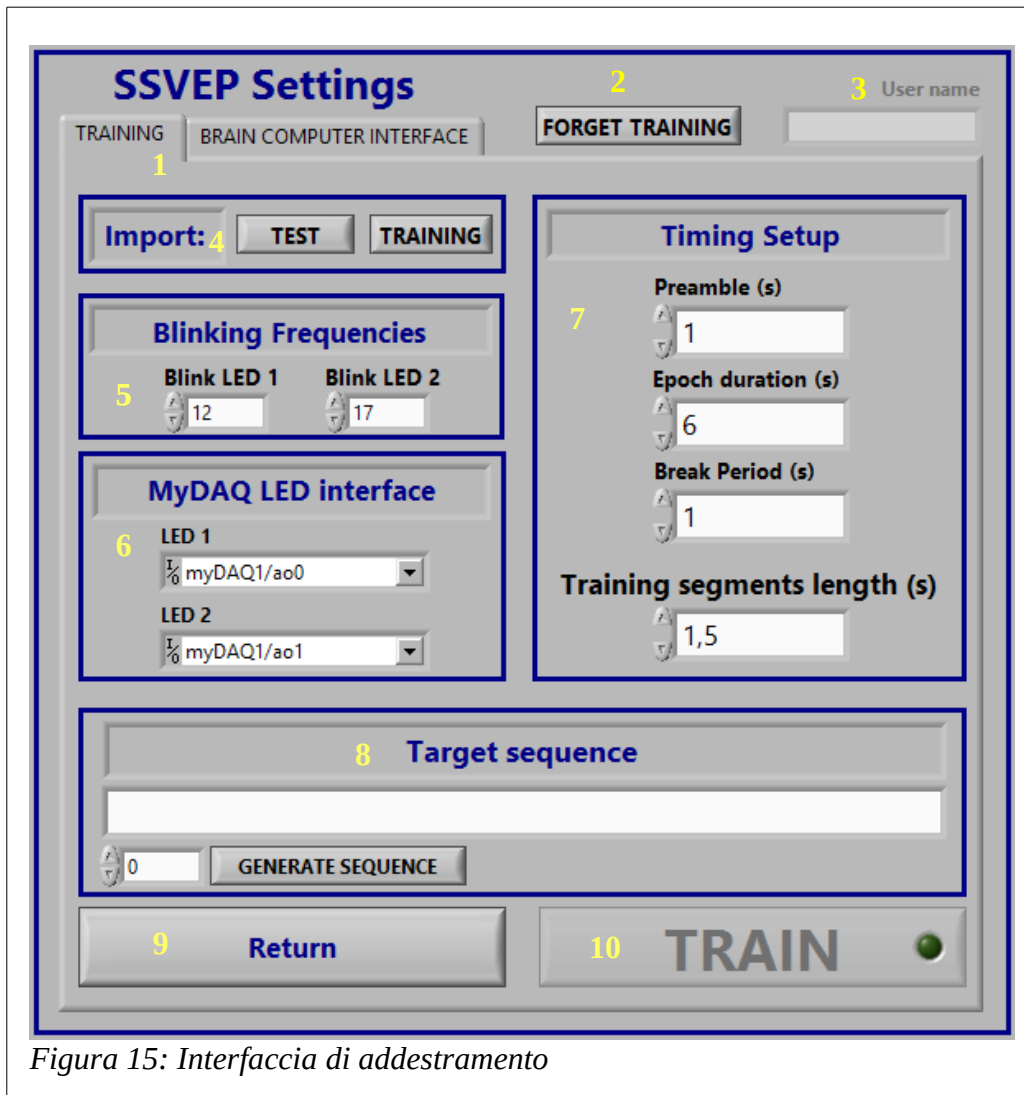 SSVEP Settings
2
3 User name
FORGET TRAINING
TRAINING
BRAIN COMPUTER INTERFACE
1
Import:
4
TEST
TRAINING
Blinking Frequencies
5
Blink LED 1
Blink LED 2
12
17
MyDAQ LED interface
6
LED 1
I/O myDAQ1/ao0
LED 2
I/O myDAQ1/ao1
Timing Setup
7
Preamble (s)
1
Epoch duration (s)
6
Break Period (s)
1
Training segments length (s)
1,5
8 Target sequence
0
GENERATE SEQUENCE
9 Return
10 TRAIN
Figura 15: Interfaccia di addestramento